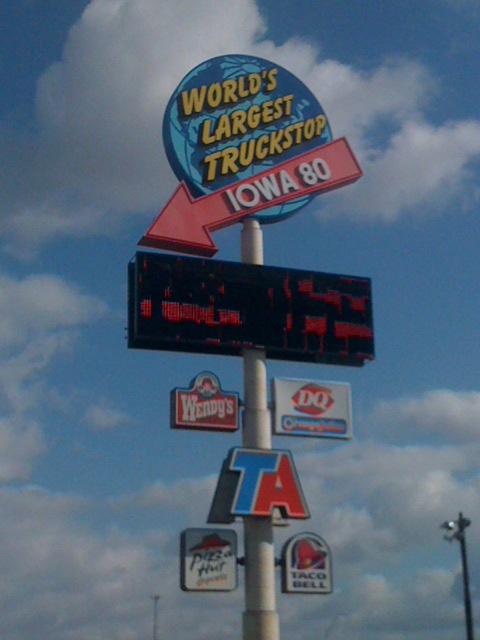 WORLD'S
LARGEST
TRUCKSTOP
IOWA 80
WENDY'S
DQ
TA
Pizza
Hut
TACO
BELL